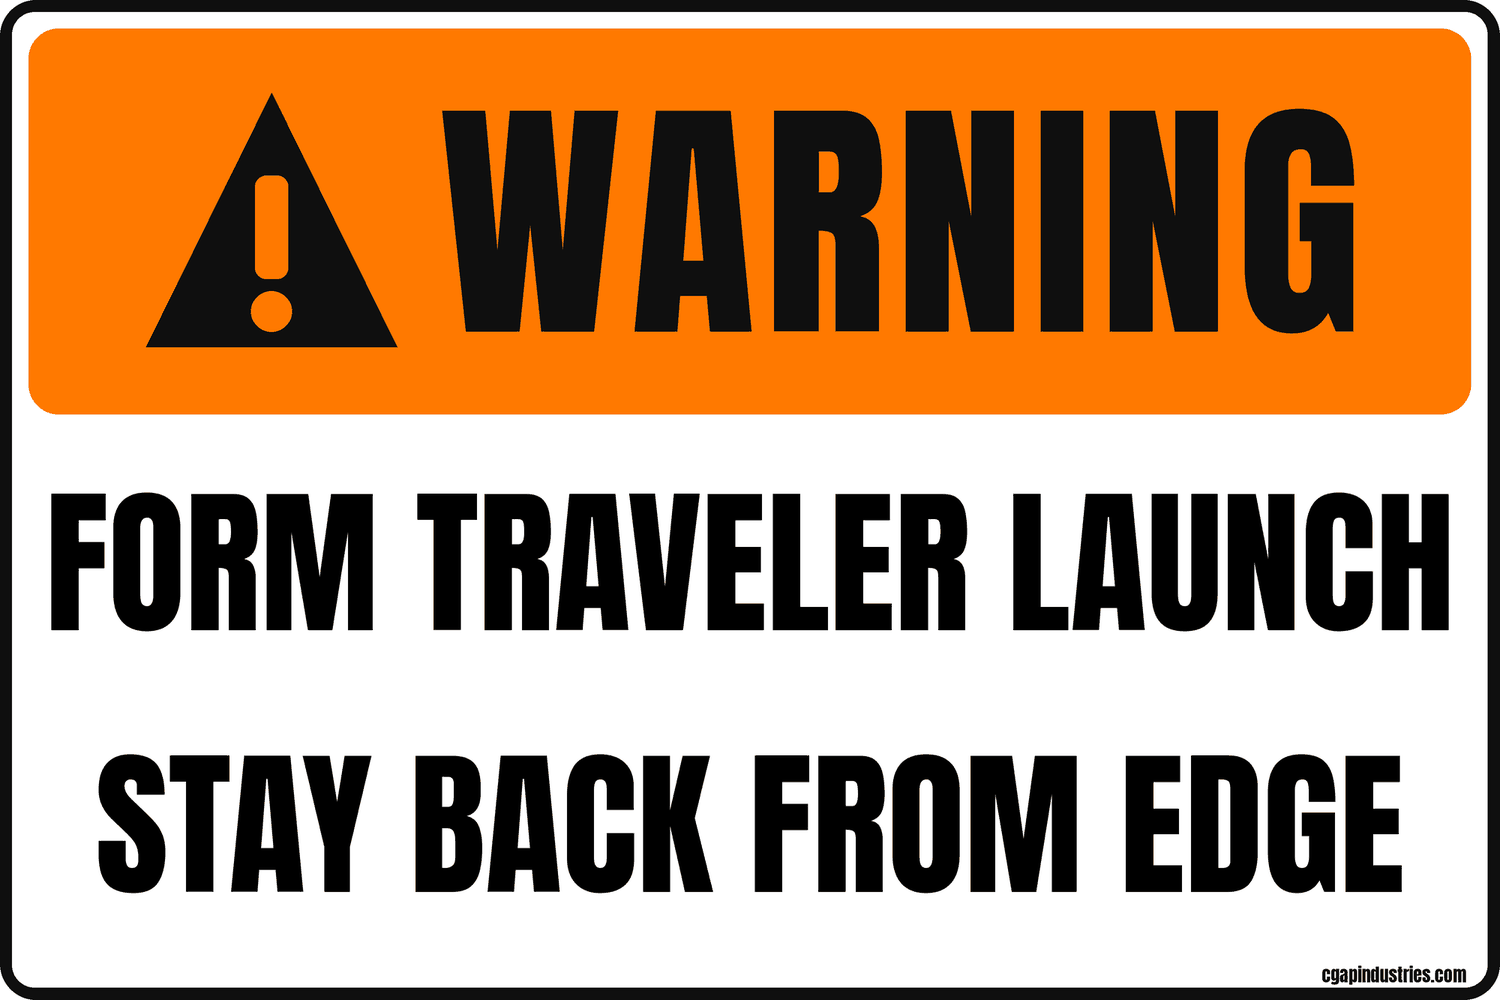 WARNING
FORM TRAVELER LAUNCH
STAY BACK FROM EDGE
cgapindustries.com